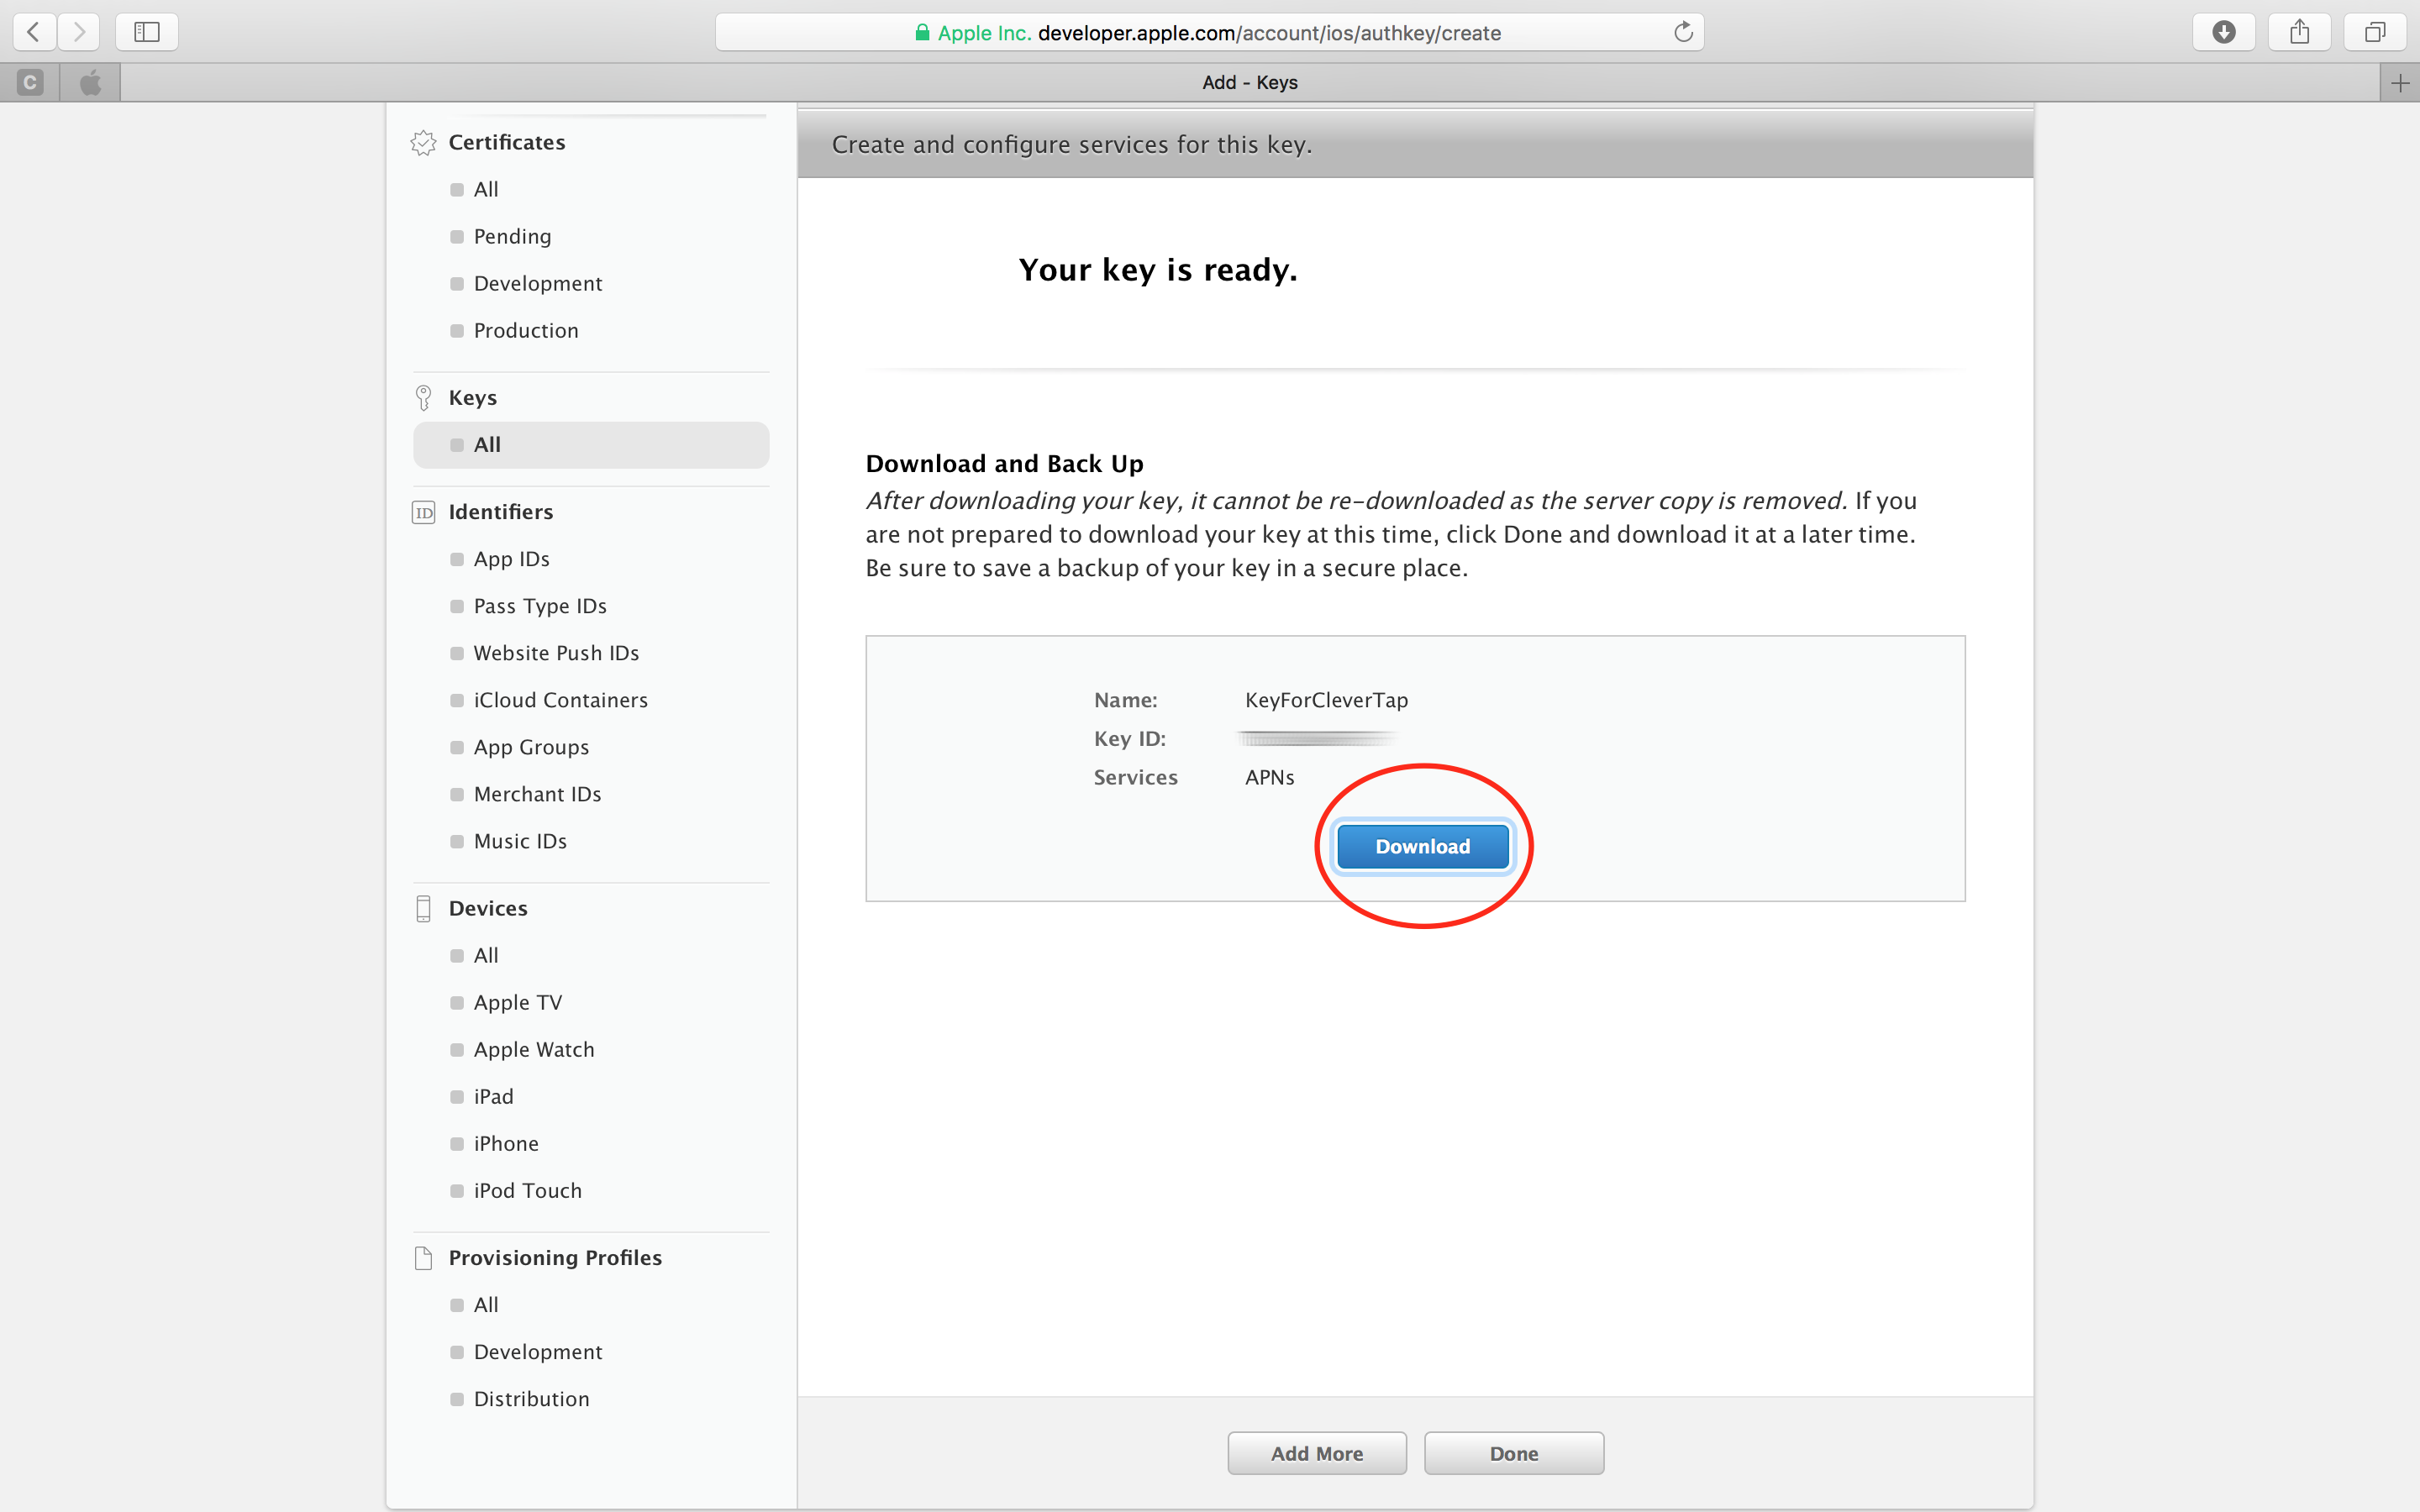 Apple Inc. developer.apple.com/account/ios/authkey/create
C
Add - Keys
Certificates
All
Pending
Development
Production
Keys
All
ID Identifiers
App IDs
Pass Type IDs
Website Push IDs
iCloud Containers
App Groups
Merchant IDs
Music IDs
Devices
All
Apple TV
Apple Watch
iPad
iPhone
iPod Touch
Provisioning Profiles
All
Development
Distribution
Create and configure services for this key.
Your key is ready.
Download and Back Up
After downloading your key, it cannot be re-downloaded as the server copy is removed. If you
are not prepared to download your key at this time, click Done and download it at a later time.
Be sure to save a backup of your key in a secure place.
Name: KeyForCleverTap
Key ID:
Services APNs
Download
Add More Done